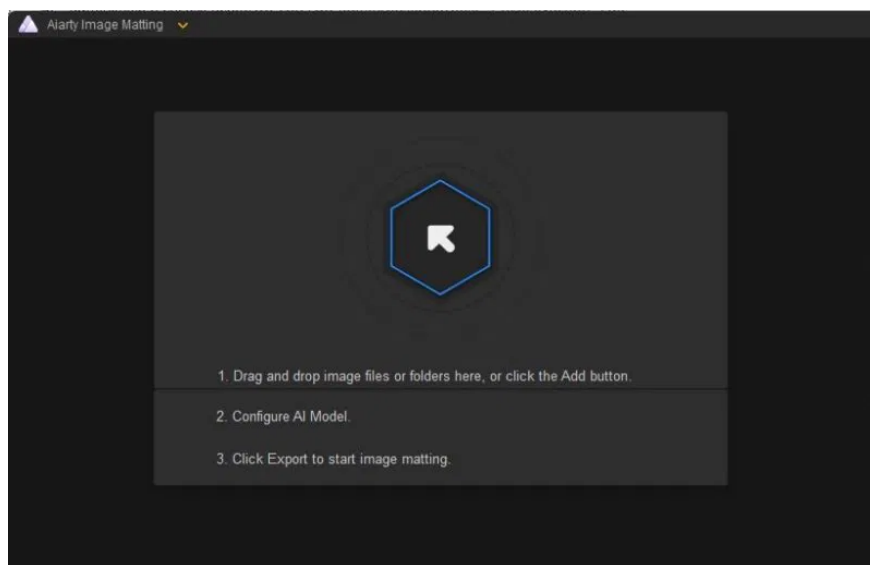 Aiarty Image Matting
1. Drag and drop image files or folders here, or click the Add button.
2. Configure AI Model.
3. Click Export to start image matting.